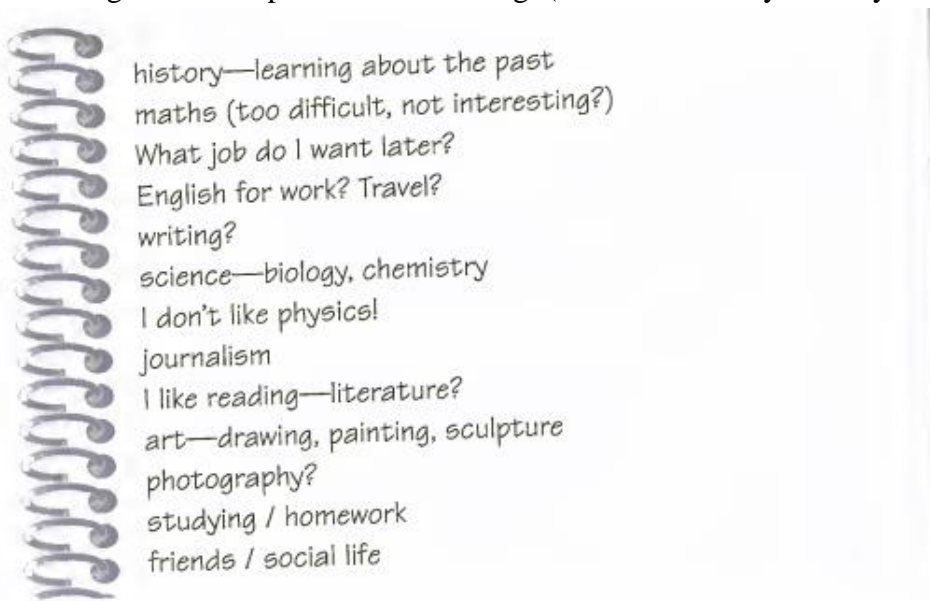 history—learning about the past
maths (too difficult, not interesting?)
What job do I want later?
English for work? Travel?
writing?
science—biology, chemistry
I don't like physics!
journalism
I like reading—literature?
art—drawing, painting, sculpture
photography?
studying / homework
friends / social life